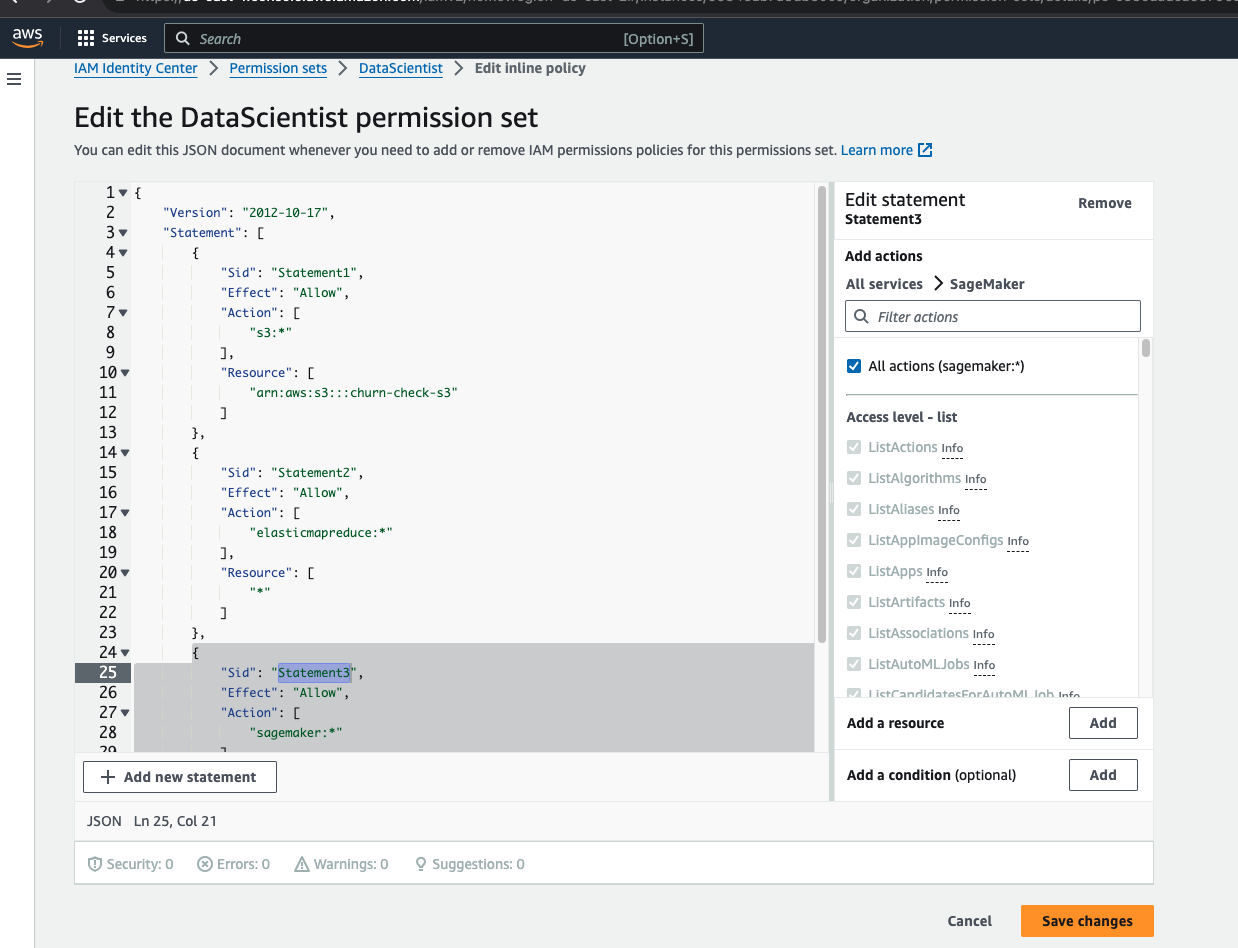 aws
Services
Search
[Option+S]
IAM Identity Center
Permission sets
DataScientist
Edit inline policy
Edit the DataScientist permission set
You can edit this JSON document whenever you need to add or remove IAM permissions policies for this permissions set. Learn more
1 {
2 "Version": "2012-10-17",
3 "Statement": [
4 {
5 "Sid": "Statement1",
6 "Effect": "Allow",
7 "Action": [
8 "s3:*"
9 ],
10 "Resource": [
11 "arn:aws:s3:::churn-check-s3"
12 ]
13 },
14 {
15 "Sid": "Statement2",
16 "Effect": "Allow",
17 "Action": [
18 "elasticmapreduce:*"
19 ],
20 "Resource": [
21 "*"
22 ]
23 },
24 {
25 "Sid": "Statement3",
26 "Effect": "Allow",
27 "Action": [
28 "sagemaker:*"
29 ]
Add new statement
JSON Ln 25, Col 21
Security: 0
Errors: 0
Warnings: 0
Suggestions: 0
Edit statement
Remove
Statement3
Add actions
All services > SageMaker
Filter actions
All actions (sagemaker:*)
Access level - list
ListActions Info
ListAlgorithms Info
ListAliases Info
ListAppImageConfigs Info
ListApps Info
ListArtifacts Info
ListAssociations Info
ListAutoMLJobs Info
ListCandidatesForAutoMLJob Info
Add a resource
Add
Add a condition (optional)
Add
Cancel
Save changes